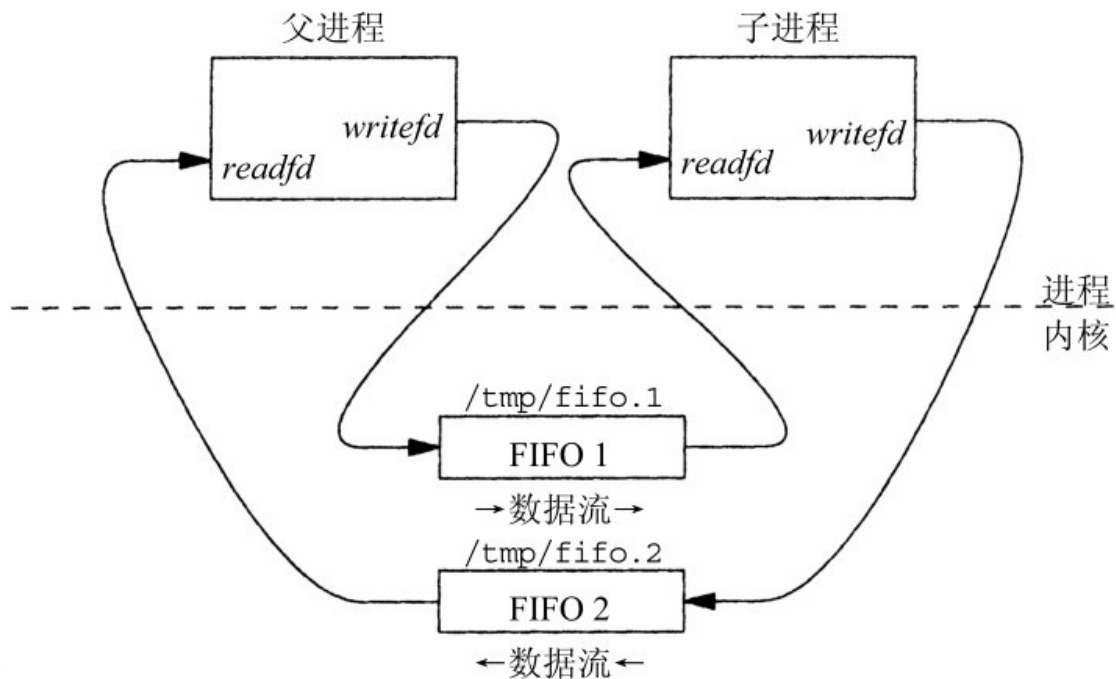 父进程
子进程
writefd
readfd
writefd
readfd
进程
内核
/tmp/fifo.1
FIFO 1
→数据流→
/tmp/fifo.2
FIFO 2
←数据流←